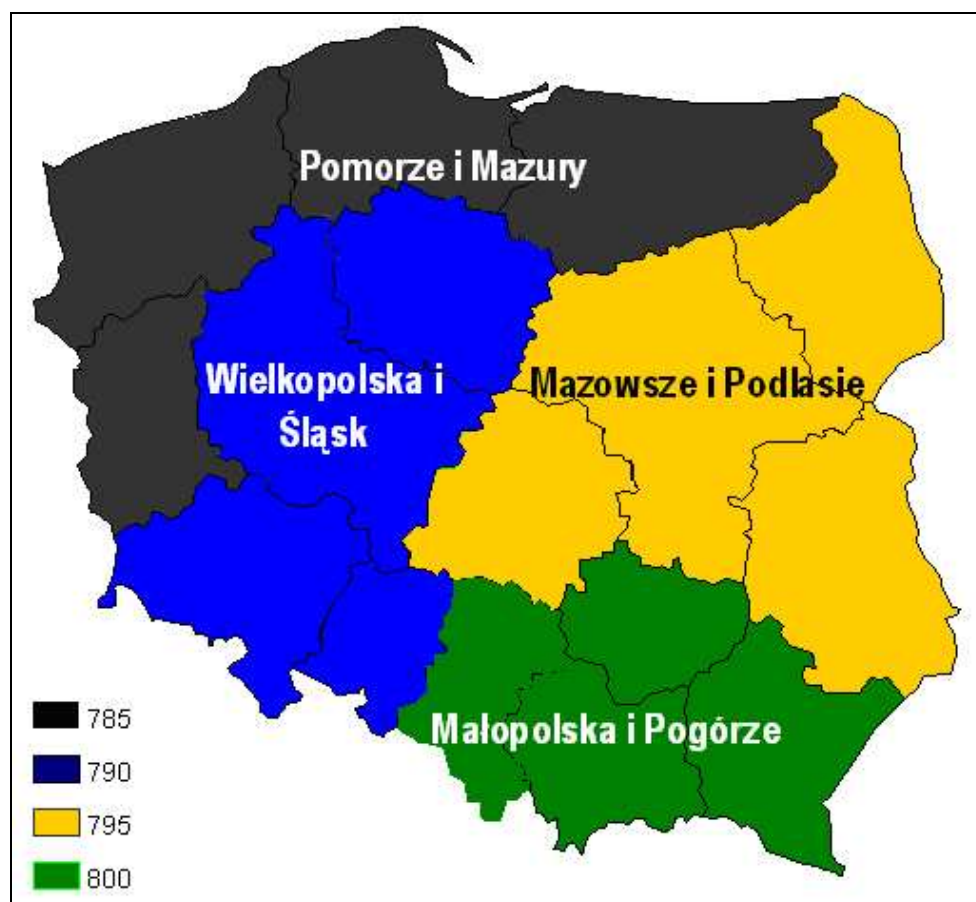 Pomorze i Mazury
Wielkopolska i
Śląsk
Mazowsze i Podlasie
Małopolska i Pogórze
785
790
795
800